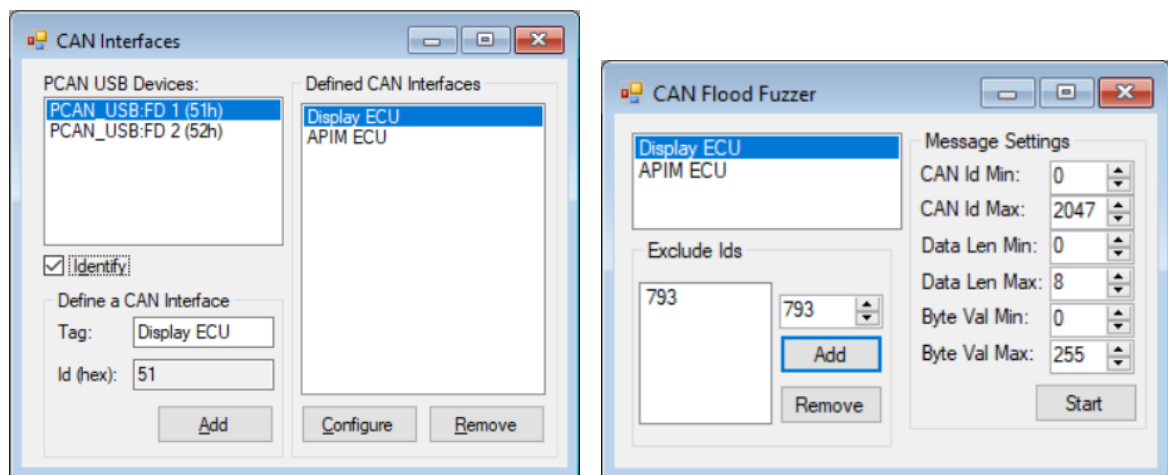 CAN Interfaces
PCAN USB Devices:
PCAN_USB:FD 1 (51h)
PCAN_USB:FD 2 (52h)
Identify
Define a CAN Interface
Tag: Display ECU
Id (hex): 51
Add
Defined CAN Interfaces
Display ECU
APIM ECU
Configure Remove
CAN Flood Fuzzer
Display ECU
APIM ECU
Exclude Ids
793
793
Add
Remove
Message Settings
CAN Id Min: 0
CAN Id Max: 2047
Data Len Min: 0
Data Len Max: 8
Byte Val Min: 0
Byte Val Max: 255
Start